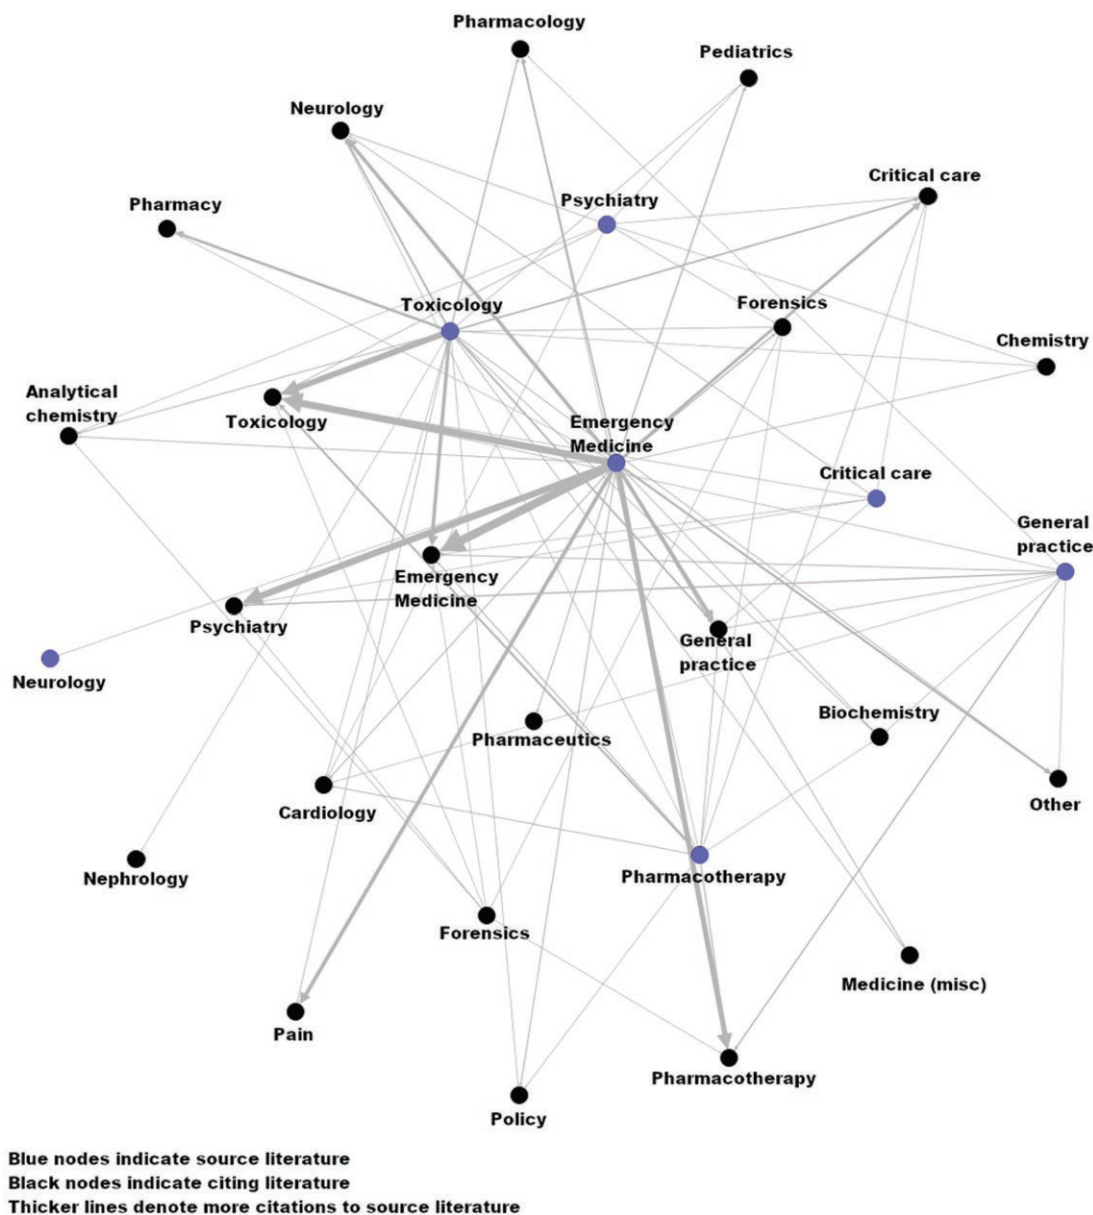 Pharmacology
Pediatrics
Neurology
Critical care
Psychiatry
Pharmacy
Toxicology
Forensics
Chemistry
Analytical
chemistry
Toxicology
Emergency
Medicine
Critical care
General
practice
Emergency
Medicine
Psychiatry
General
practice
Neurology
Biochemistry
Pharmaceutics
Other
Cardiology
Pharmacotherapy
Nephrology
Forensics
Medicine (misc)
Pain
Pharmacotherapy
Policy
Blue nodes indicate source literature
Black nodes indicate citing literature
Thicker lines denote more citations to source literature